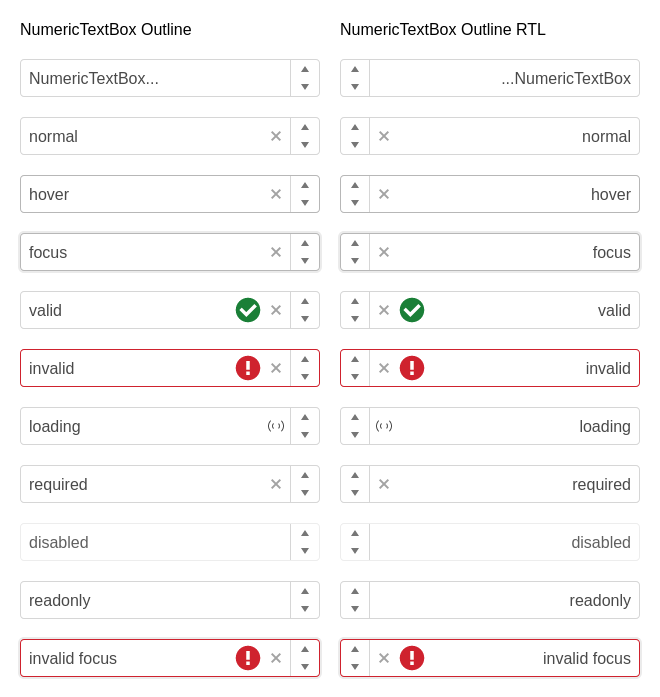 NumericTextBox Outline
NumericTextBox...
normal
hover
focus
valid
invalid
loading
required
disabled
readonly
invalid focus
NumericTextBox Outline RTL
...NumericTextBox
normal
hover
focus
valid
invalid
loading
required
disabled
readonly
invalid focus